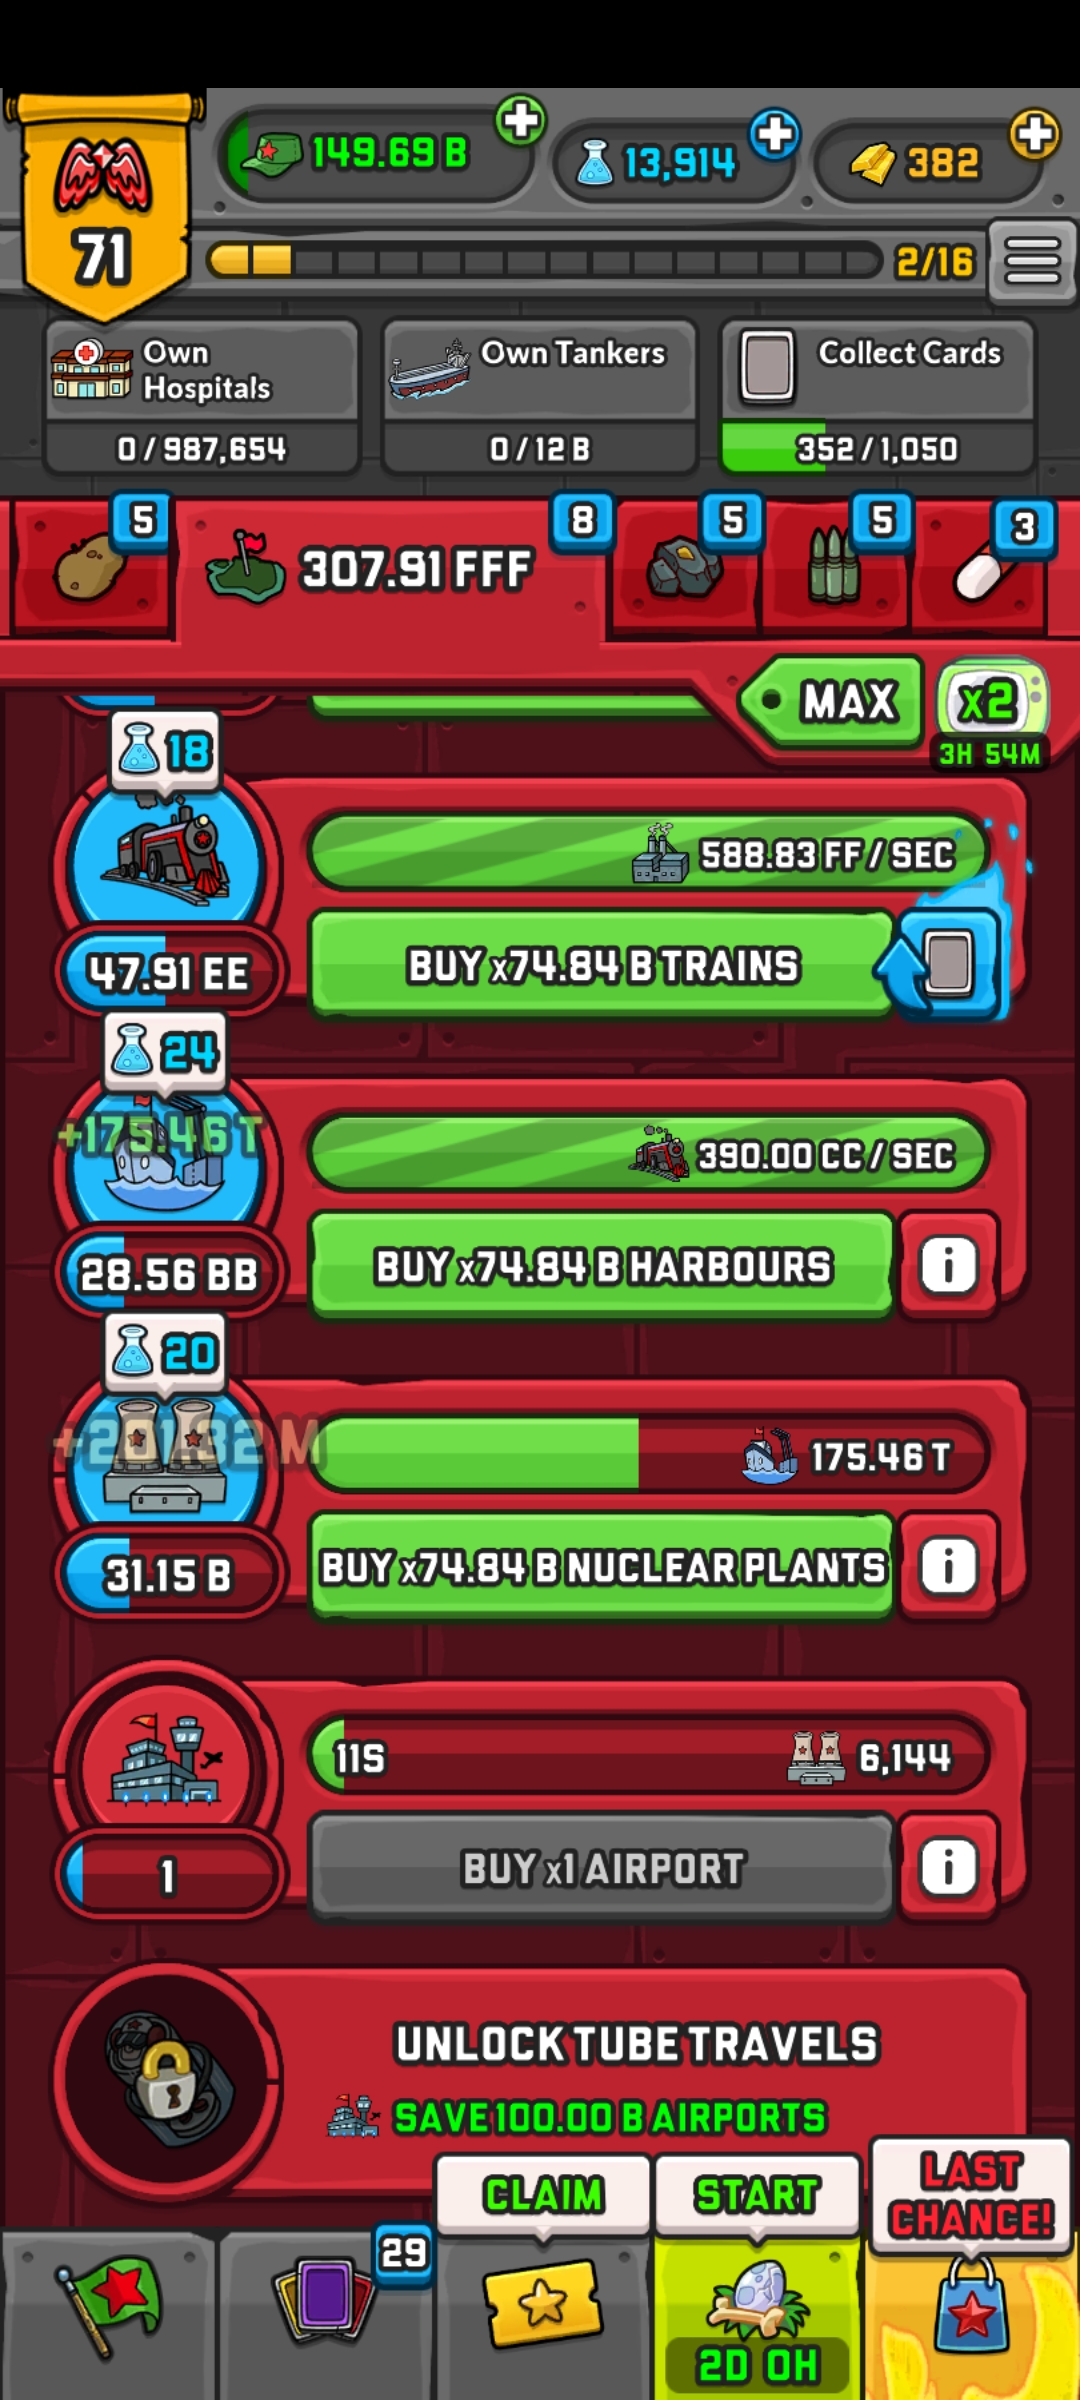 149.69 B
13,914
382
71
2/16
Own Hospitals
0 / 987,654
Own Tankers
0 / 12 B
Collect Cards
352 / 1,050
5
307.91 FFF
8
5
5
3
MAX
x2
3H 54M
18
588.83 FF / SEC
47.91 EE
BUY x74.84 B TRAINS
24
+175.46 T
390.00 CC / SEC
28.56 BB
BUY x74.84 B HARBOURS
20
+201.32 M
175.46 T
31.15 B
BUY x74.84 B NUCLEAR PLANTS
11S
6,144
1
BUY x1 AIRPORT
UNLOCK TUBE TRAVELS
SAVE 100.00 B AIRPORTS
CLAIM
START
LAST
CHANCE!
29
2D 0H